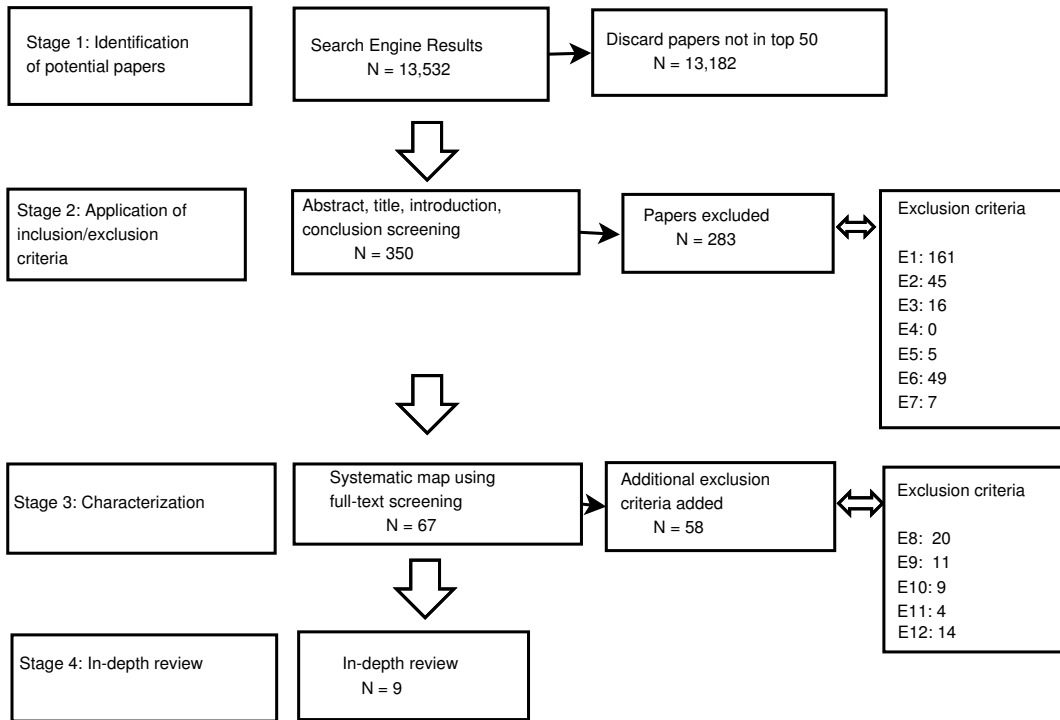 Stage 1: Identification
of potential papers
Search Engine Results
N = 13,532
Discard papers not in top 50
N = 13,182
Stage 2: Application of
inclusion/exclusion
criteria
Abstract, title, introduction,
conclusion screening
N = 350
Papers excluded
N = 283
Exclusion criteria
E1: 161
E2: 45
E3: 16
E4: 0
E5: 5
E6: 49
E7: 7
Stage 3: Characterization
Systematic map using
full-text screening
N = 67
Additional exclusion
criteria added
N = 58
Exclusion criteria
E8: 20
E9: 11
E10: 9
E11: 4
E12: 14
Stage 4: In-depth review
In-depth review
N = 9